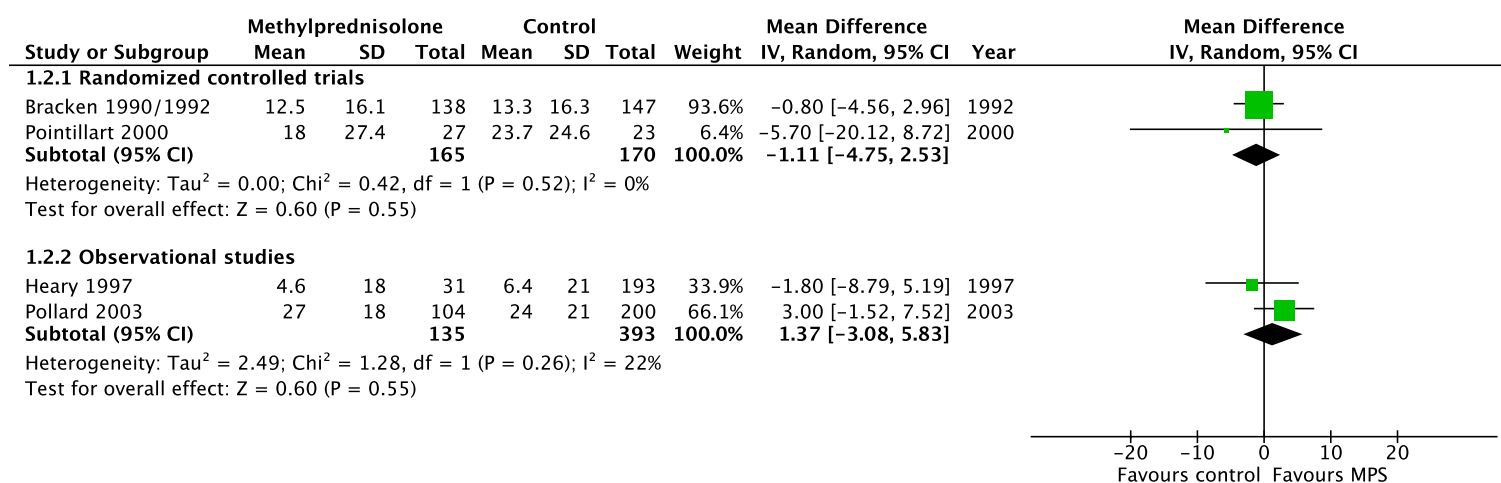 Methylprednisolone Control Mean Difference Mean Difference
Study or Subgroup Mean SD Total Mean SD Total Weight IV, Random, 95% CI Year IV, Random, 95% CI
1.2.1 Randomized controlled trials
Bracken 1990/1992 12.5 16.1 138 13.3 16.3 147 93.6% −0.80 [−4.56, 2.96] 1992
Pointillart 2000 18 27.4 27 23.7 24.6 23 6.4% −5.70 [−20.12, 8.72] 2000
Subtotal (95% CI) 165 170 100.0% −1.11 [−4.75, 2.53]
Heterogeneity: Tau² = 0.00; Chi² = 0.42, df = 1 (P = 0.52); I² = 0%
Test for overall effect: Z = 0.60 (P = 0.55)
1.2.2 Observational studies
Heary 1997 4.6 18 31 6.4 21 193 33.9% −1.80 [−8.79, 5.19] 1997
Pollard 2003 27 18 104 24 21 200 66.1% 3.00 [−1.52, 7.52] 2003
Subtotal (95% CI) 135 393 100.0% 1.37 [−3.08, 5.83]
Heterogeneity: Tau² = 2.49; Chi² = 1.28, df = 1 (P = 0.26); I² = 22%
Test for overall effect: Z = 0.60 (P = 0.55)
−20 −10 0 10 20
Favours control Favours MPS